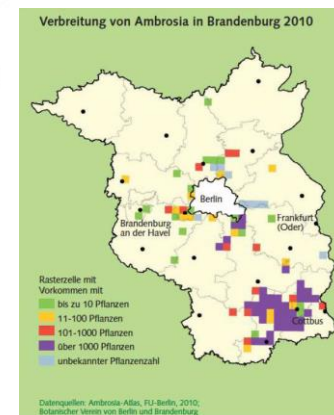 Verbreitung von Ambrosia in Brandenburg 2010
Berlin
Brandenburg
an der Havel
Frankfurt
(Oder)
Rasterzelle mit
Vorkommen mit
bis zu 10 Pflanzen
11-100 Pflanzen
101-1000 Pflanzen
über 1000 Pflanzen
unbekannter Pflanzenzahl
Cottbus
Datenquellen: Ambrosia-Atlas, FU-Berlin, 2010;
Botanischer Verein von Berlin und Brandenburg